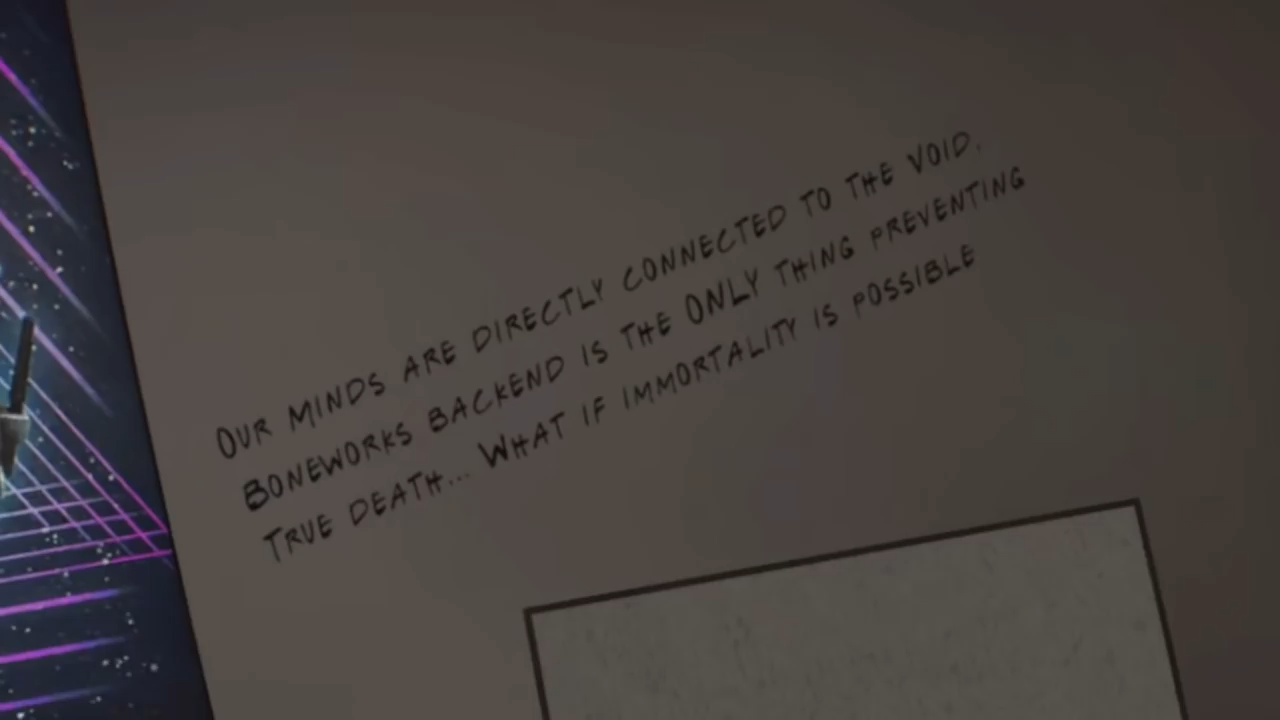 OUR MINDS ARE DIRECTLY CONNECTED TO THE VOID.
BONEWORKS BACKEND IS THE ONLY THING PREVENTING
TRUE DEATH... WHAT IF IMMORTALITY IS POSSIBLE